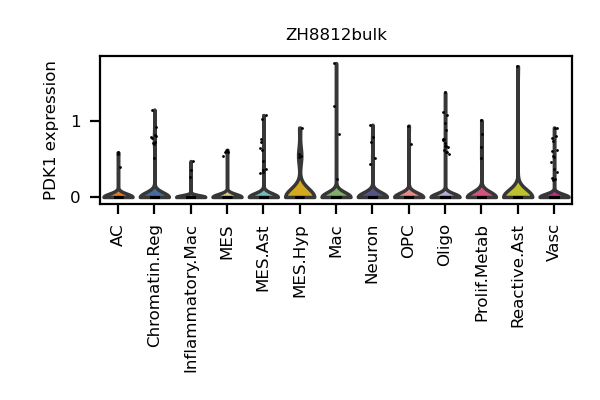 ZH8812bulk
PDK1 expression
1
0
AC
Chromatin.Reg
Inflammatory.Mac
MES
MES.Ast
MES.Hyp
Mac
Neuron
OPC
Oligo
Prolif.Metab
Reactive.Ast
Vasc